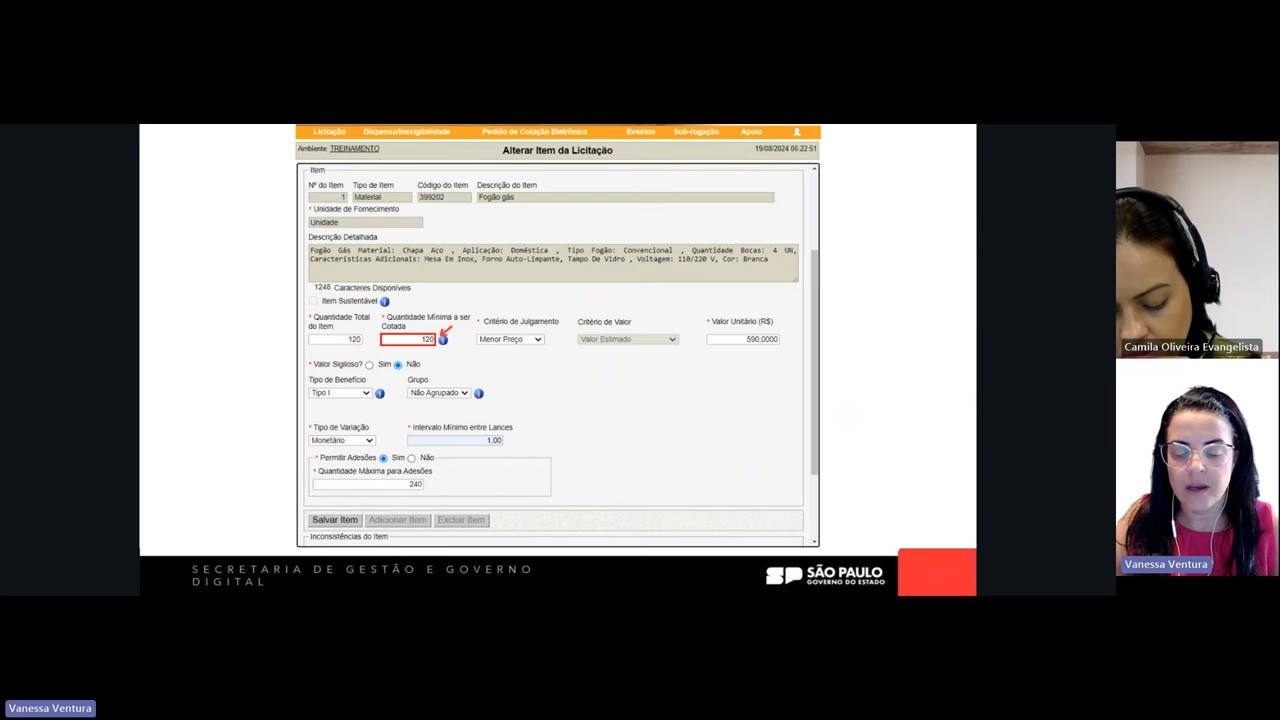 Licitação Dispensa/Inexigibilidade Pedido de Cotação Eletrônica Eventos Sub-rogação Apoio
Ambiente: TREINAMENTO Alterar Item da Licitação 19/08/2024 06:22:51
Item
Nº do Item Tipo de Item Código do Item Descrição do Item
1 Material 399202 Fogão gás
* Unidade de Fornecimento
Unidade
Descrição Detalhada
Fogão Gás Material: Chapa Aço , Aplicação: Doméstica , Tipo Fogão: Convencional , Quantidade Bocas: 4 UN,
Características Adicionais: Mesa Em Inox, Forno Auto-Limpante, Tampo De Vidro , Voltagem: 110/220 V, Cor: Branca
1248 Caracteres Disponíveis
Item Sustentável
* Quantidade Total do Item * Quantidade Mínima a ser Cotada * Critério de Julgamento Critério de Valor * Valor Unitário (R$)
120 120 Menor Preço Valor Estimado 590,0000
* Valor Sigiloso? Sim Não
Tipo de Benefício Grupo
Tipo I Não Agrupado
* Tipo de Variação * Intervalo Mínimo entre Lances
Monetário 1,00
* Permitir Adesões Sim Não
* Quantidade Máxima para Adesões
240
Salvar Item Adicionar Item Excluir Item
Inconsistências do Item
SECRETARIA DE GESTÃO E GOVERNO
DIGITAL
SP SÃO PAULO
GOVERNO DO ESTADO
Camila Oliveira Evangelista
Vanessa Ventura
Vanessa Ventura